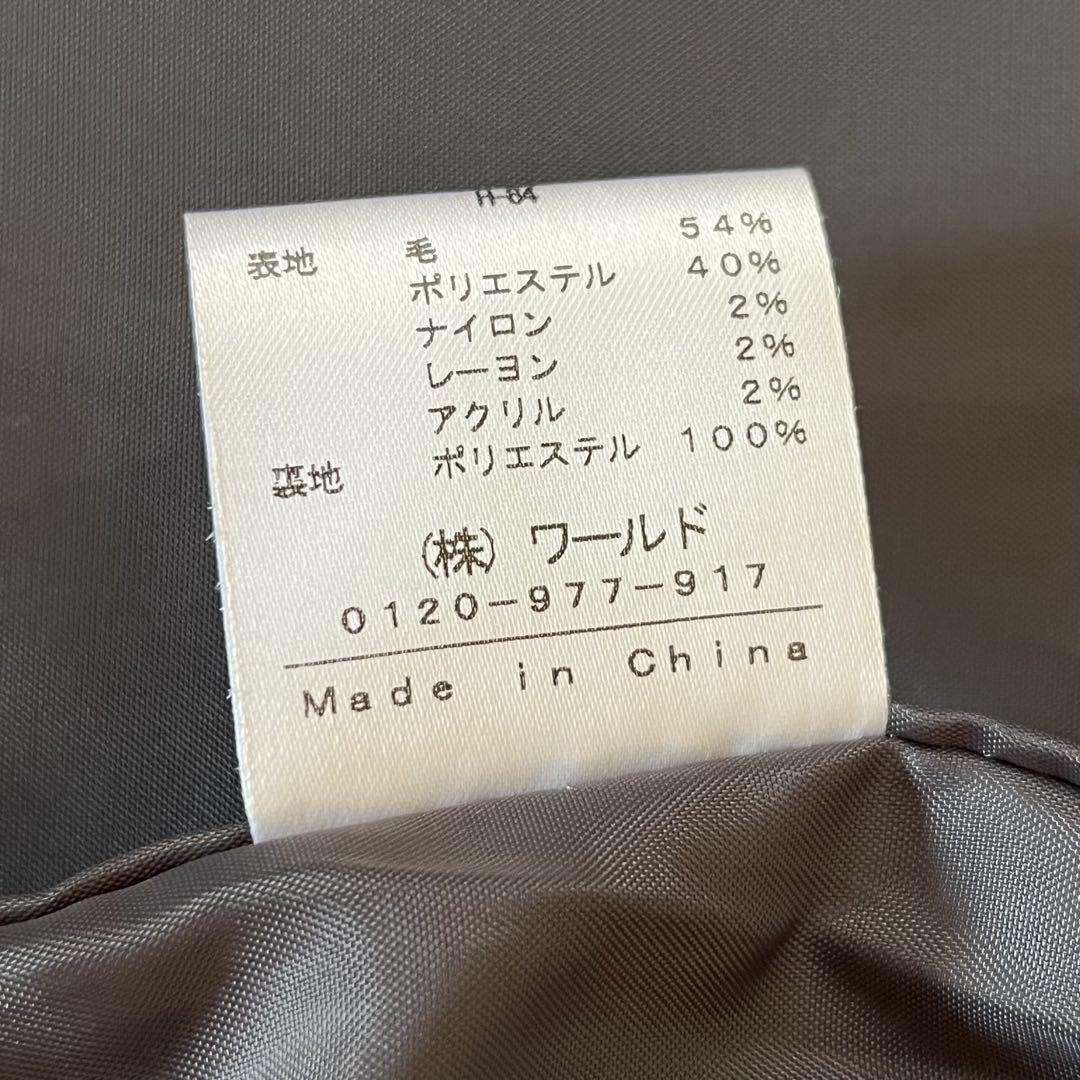 表地 毛 54%
ポリエステル 40%
ナイロン 2%
レーヨン 2%
アクリル 2%
裏地 ポリエステル 100%
(株) ワールド
0120-977-917
Made in China